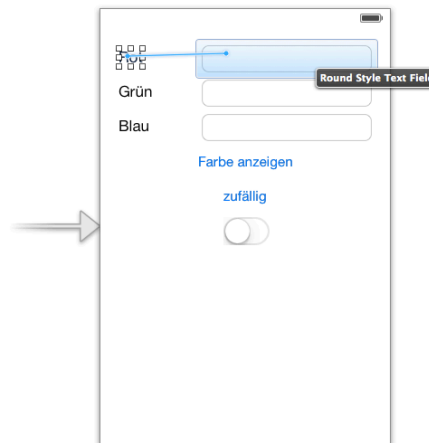 Round Style Text Field
Grün
Blau
Farbe anzeigen
zufällig